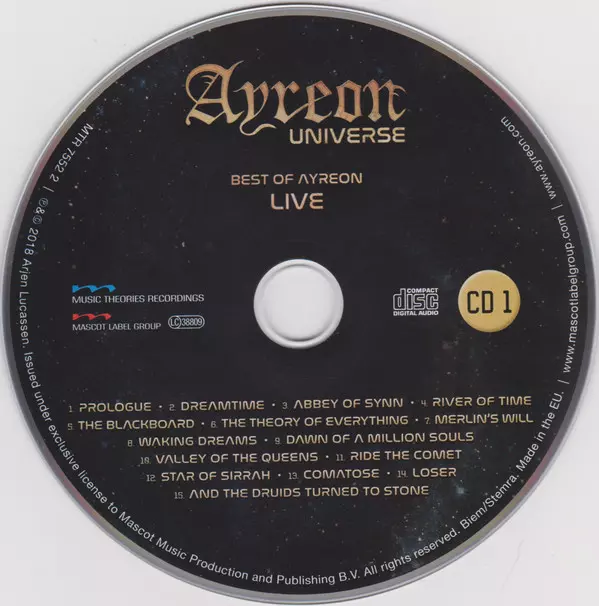 Ayreon
UNIVERSE
BEST OF AYREON
LIVE
MUSIC THEORIES RECORDINGS
MASCOT LABEL GROUP
LC 38809
COMPACT
disc
DIGITAL AUDIO
CD 1
1. PROLOGUE • 2. DREAMTIME • 3. ABBEY OF SYNN • 4. RIVER OF TIME
5. THE BLACKBOARD • 6. THE THEORY OF EVERYTHING • 7. MERLIN'S WILL
8. WAKING DREAMS • 9. DAWN OF A MILLION SOULS
10. VALLEY OF THE QUEENS • 11. RIDE THE COMET
12. STAR OF SIRRAH • 13. COMATOSE • 14. LOSER
15. AND THE DRUIDS TURNED TO STONE
MTR 7552 2 | ℗&© 2018 Arjen Lucassen. Issued under exclusive license to Mascot Music Production and Publishing B.V. All rights reserved. Biem/Stemra. Made in the EU. | www.mascotlabelgroup.com | www.ayreon.com